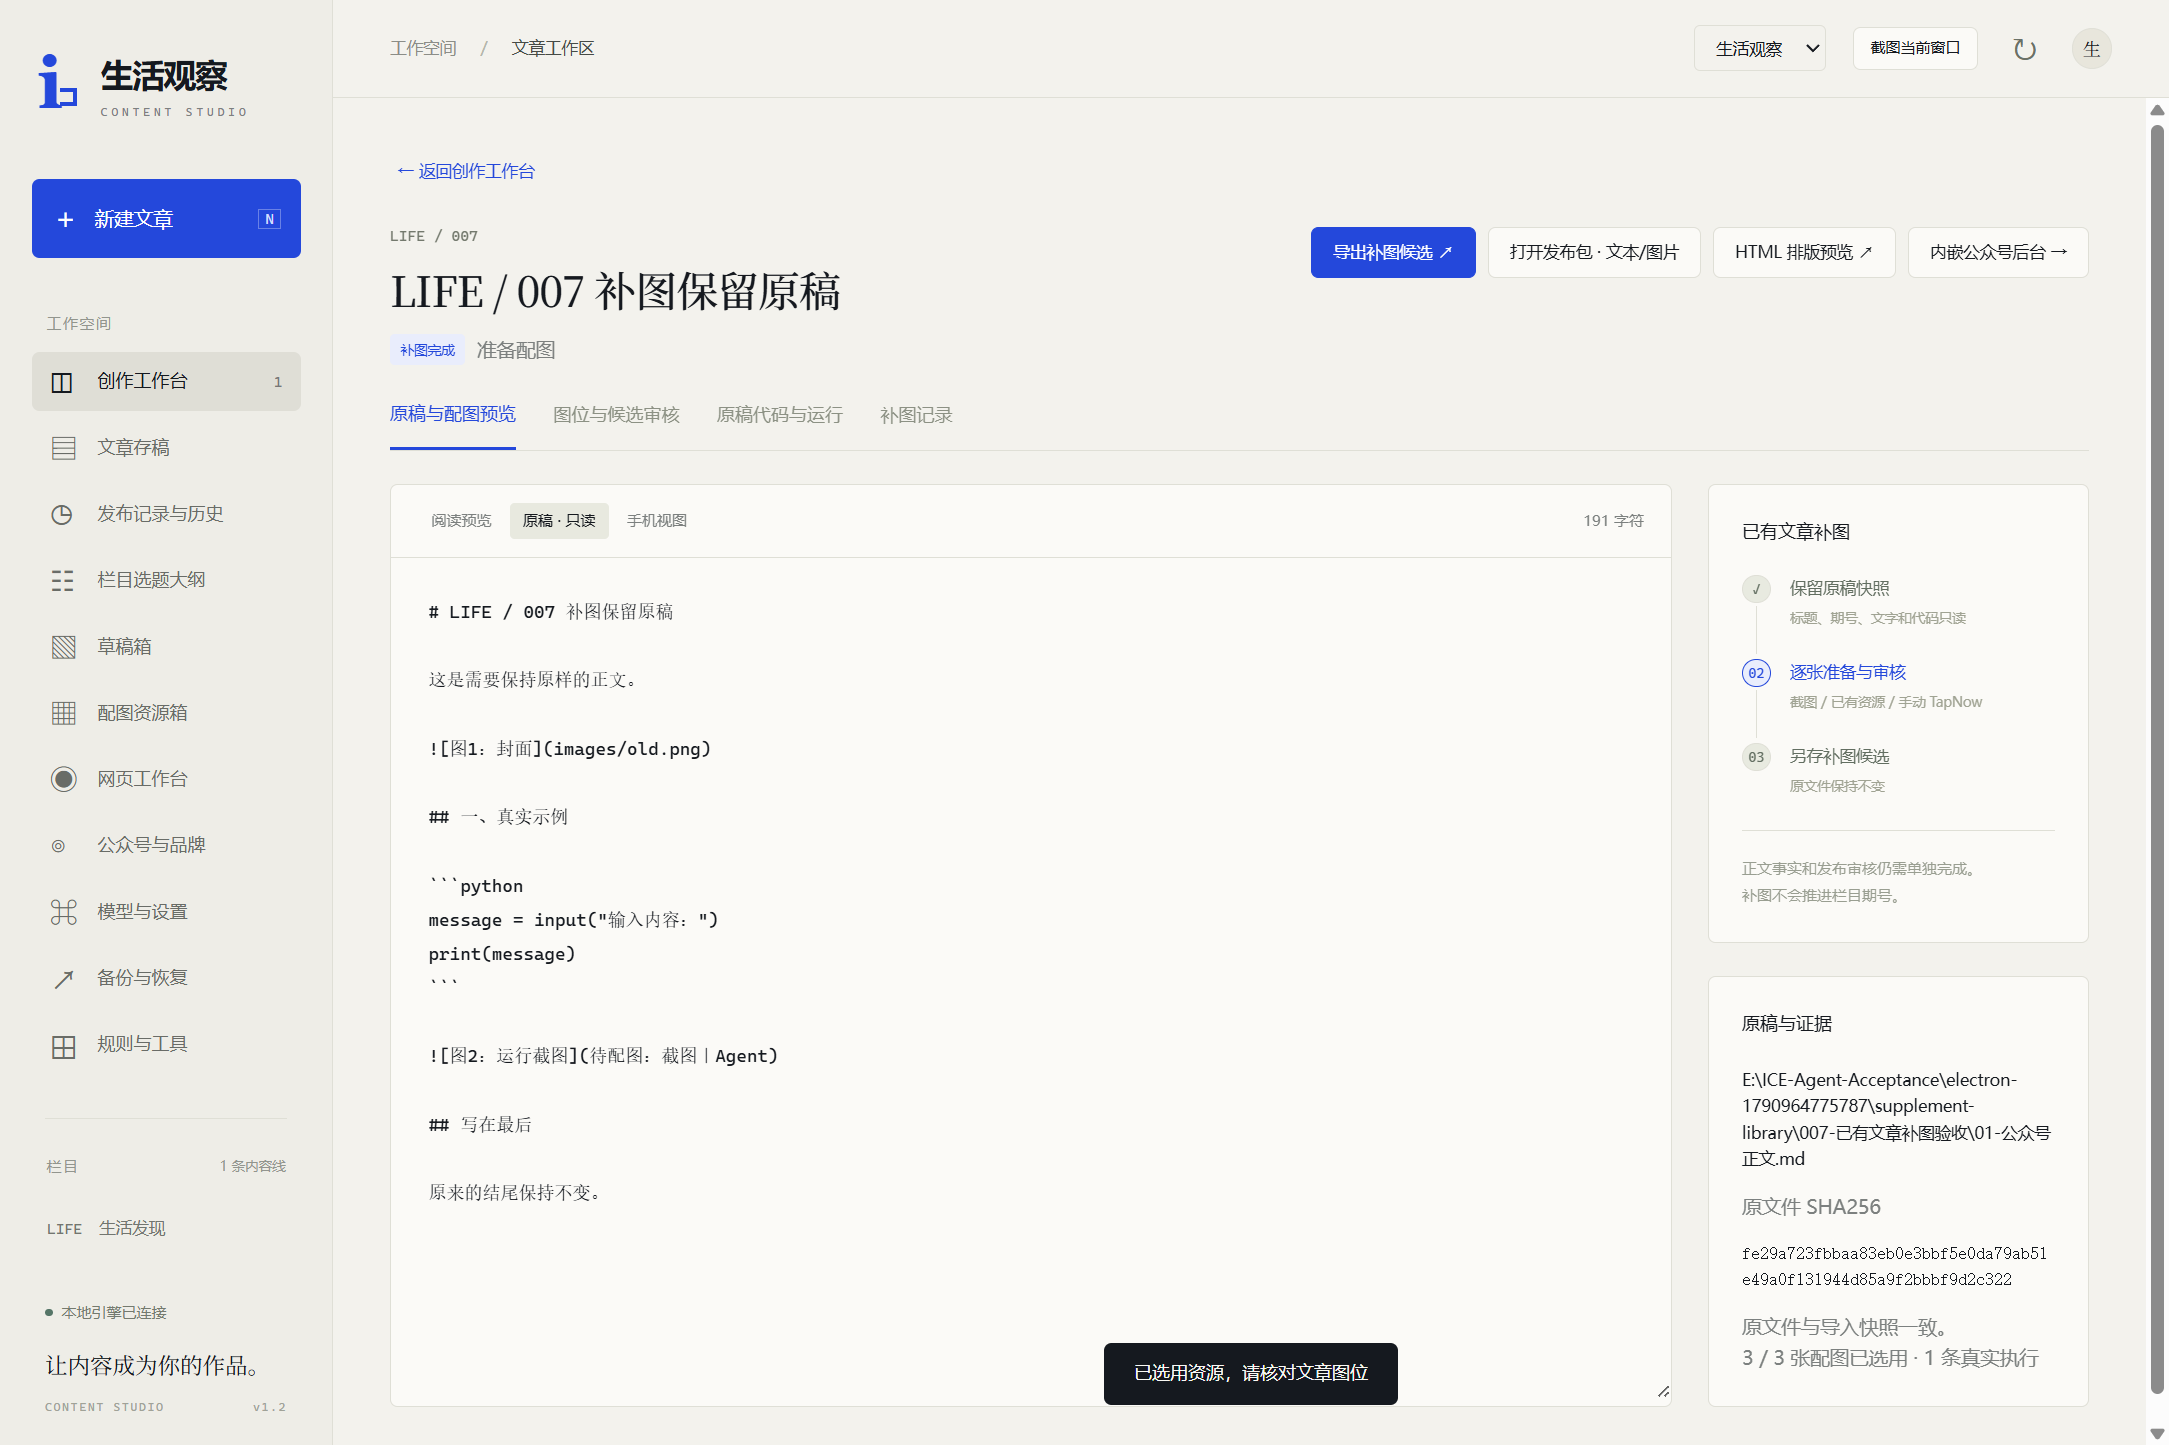 生活观察
CONTENT STUDIO
+ 新建文章 N
工作空间
创作工作台 1
文章存稿
发布记录与历史
栏目选题大纲
草稿箱
配图资源箱
网页工作台
公众号与品牌
模型与设置
备份与恢复
规则与工具
栏目 1 条内容线
LIFE 生活发现
本地引擎已连接
让内容成为你的作品。
CONTENT STUDIO v1.2
工作空间 / 文章工作区
生活观察
截图当前窗口
生
← 返回创作工作台
LIFE / 007
LIFE / 007 补图保留原稿
补图完成 准备配图
导出补图候选 ↗
打开发布包 · 文本/图片
HTML 排版预览 ↗
内嵌公众号后台 →
原稿与配图预览 图位与候选审核 原稿代码与运行 补图记录
阅读预览 原稿 · 只读 手机视图 191 字符
# LIFE / 007 补图保留原稿
这是需要保持原样的正文。
![图1：封面](images/old.png)
## 一、真实示例
```python
message = input("输入内容：")
print(message)
```
![图2：运行截图](待配图：截图｜Agent)
## 写在最后
原来的结尾保持不变。
已选用资源，请核对文章图位
已有文章补图
✓ 保留原稿快照
标题、期号、文字和代码只读
02 逐张准备与审核
截图 / 已有资源 / 手动 TapNow
03 另存补图候选
原文件保持不变
正文事实和发布审核仍需单独完成。
补图不会推进栏目期号。
原稿与证据
E:\ICE-Agent-Acceptance\electron-
1790964775787\supplement-
library\007-已有文章补图验收\01-公众号
正文.md
原文件 SHA256
fe29a723fbbaa83eb0e3bbf5e0da79ab51
e49a0f131944d85a9f2bbbf9d2c322
原文件与导入快照一致。
3 / 3 张配图已选用 · 1 条真实执行